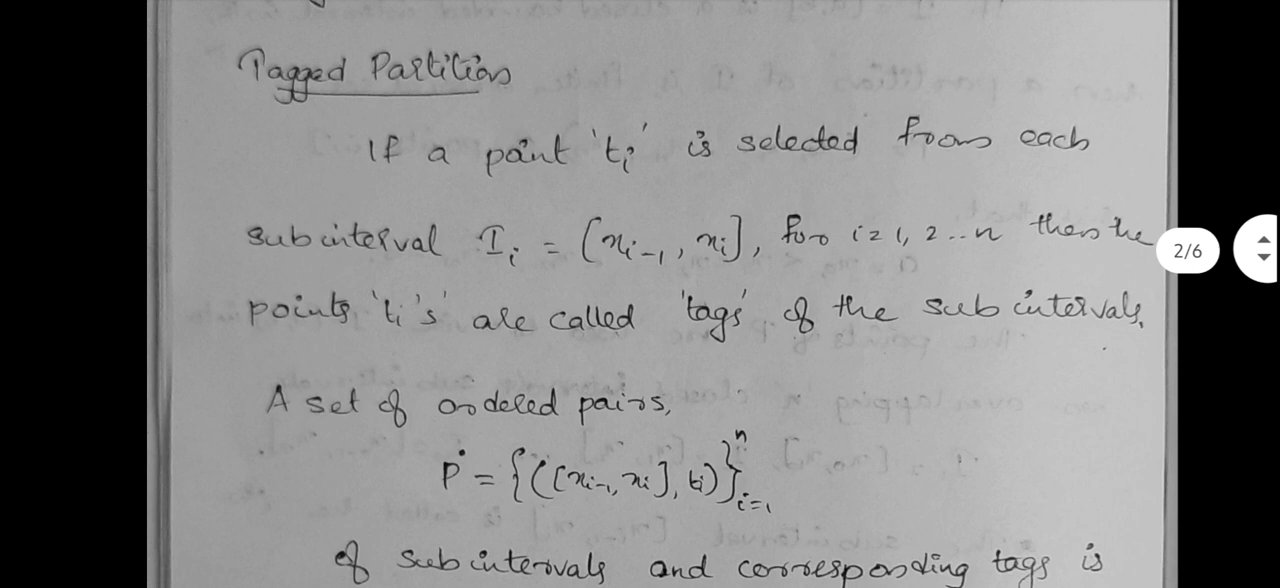 Tagged Partition
If a point 'ti' is selected from each
subinterval Ii = [xi-1, xi], for i=1, 2...n then the
2/6
points 'ti's' are called 'tags' of the subintervals.
A set of ordered pairs,
Ṗ = {([xi-1, xi], ti)}ⁿi=1
of subintervals and corresponding tags is